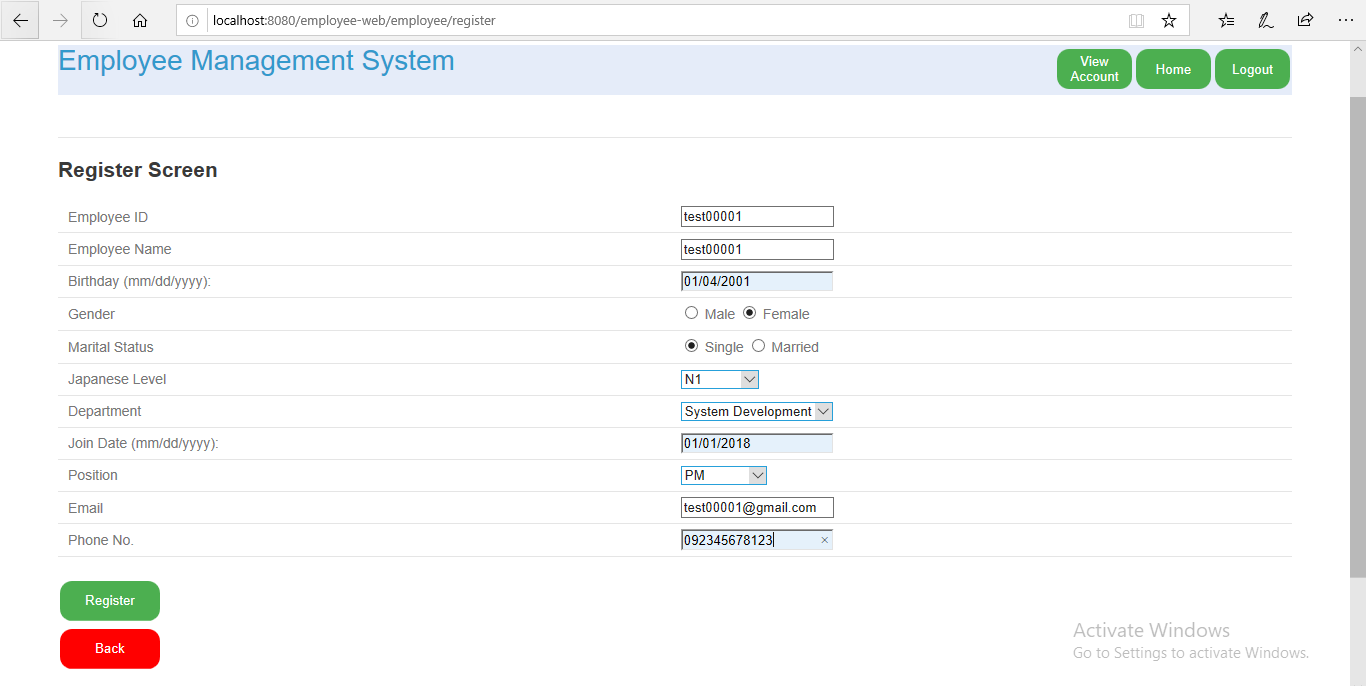 localhost:8080/employee-web/employee/register
Employee Management System
View Account
Home
Logout
Register Screen
Employee ID test00001
Employee Name test00001
Birthday (mm/dd/yyyy): 01/04/2001
Gender Male Female
Marital Status Single Married
Japanese Level N1
Department System Development
Join Date (mm/dd/yyyy): 01/01/2018
Position PM
Email test00001@gmail.com
Phone No. 092345678123
Register
Back
Activate Windows
Go to Settings to activate Windows.